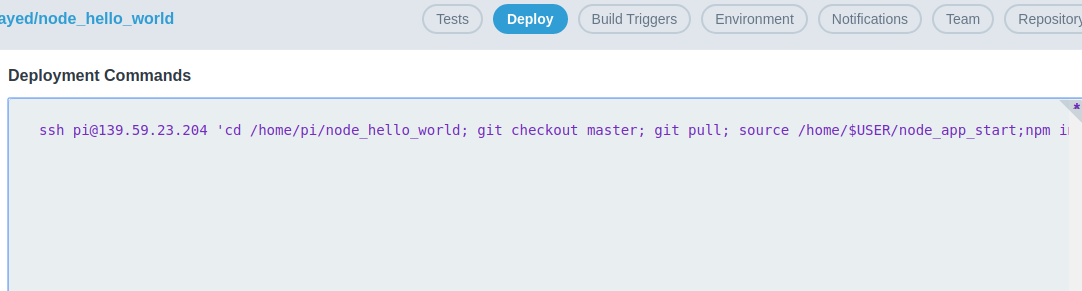 ayed/node_hello_world Tests Deploy Build Triggers Environment Notifications Team Repository
Deployment Commands
*
ssh pi@139.59.23.204 'cd /home/pi/node_hello_world; git checkout master; git pull; source /home/$USER/node_app_start;npm